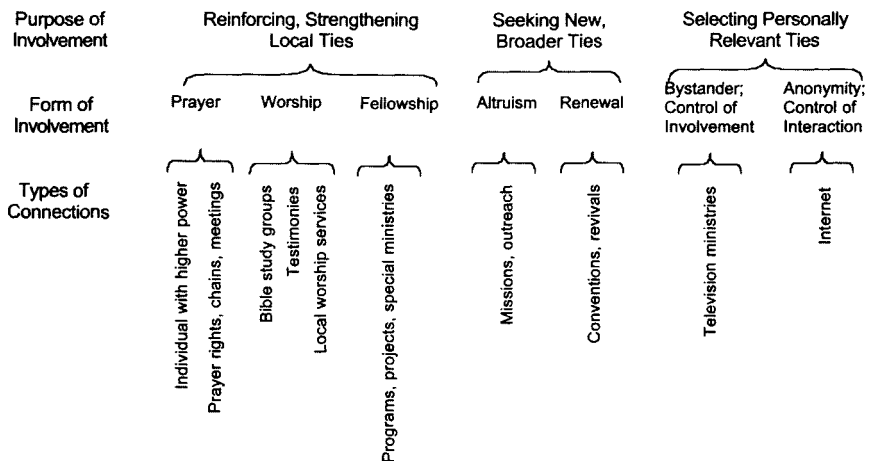 Purpose of
Involvement
Reinforcing, Strengthening
Local Ties
Seeking New,
Broader Ties
Selecting Personally
Relevant Ties
Form of
Involvement
Prayer
Worship
Fellowship
Altruism
Renewal
Bystander;
Control of
Involvement
Anonymity;
Control of
Interaction
Types of
Connections
Individual with higher power
Prayer rights, chains, meetings
Bible study groups
Testimonies
Local worship services
Programs, projects, special ministries
Missions, outreach
Conventions, revivals
Television ministries
Internet